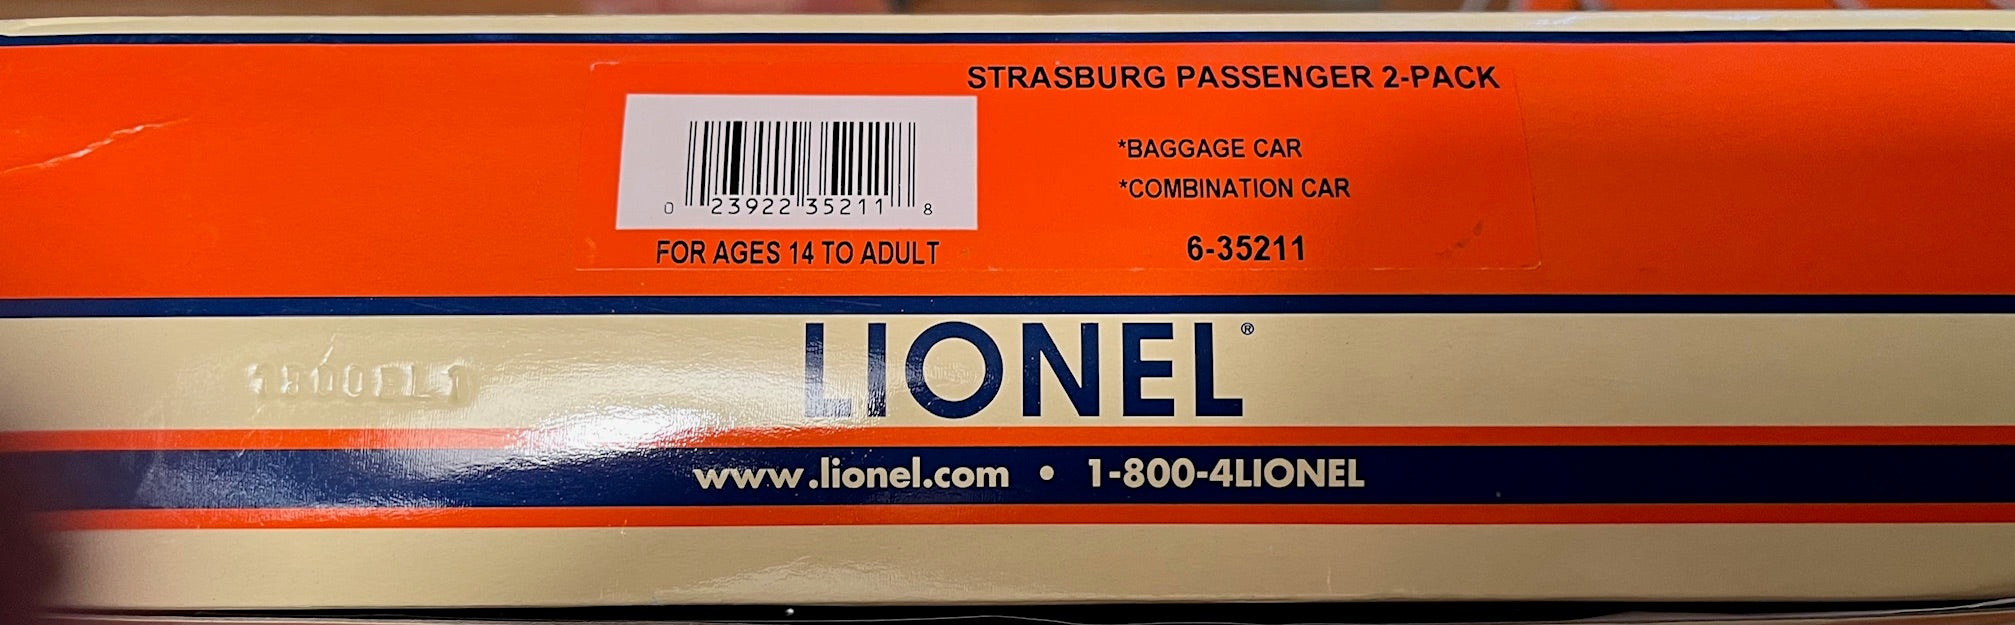 STRASBURG PASSENGER 2-PACK
*BAGGAGE CAR
*COMBINATION CAR
0 23922 35211 8
FOR AGES 14 TO ADULT
6-35211
LIONEL®
www.lionel.com • 1-800-4LIONEL